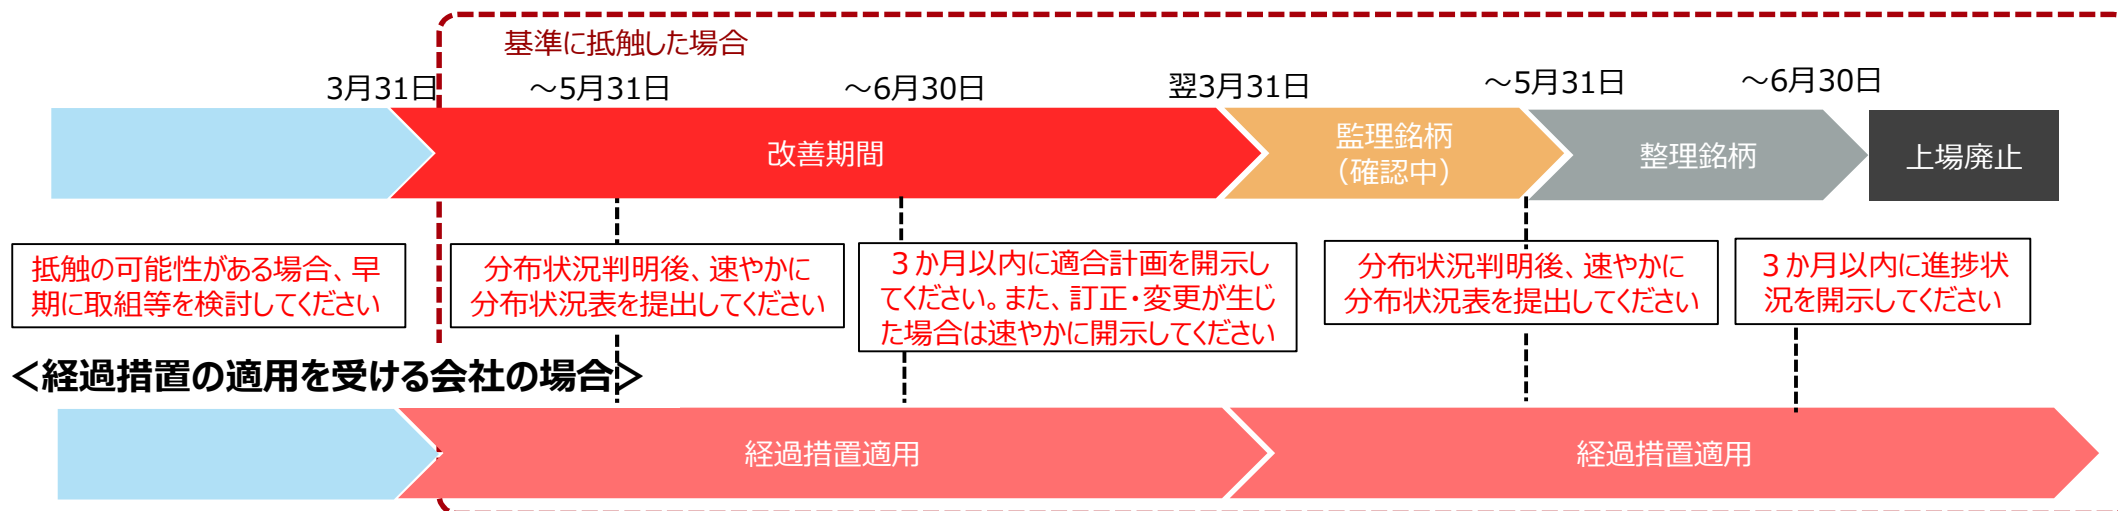 基準に抵触した場合
3月31日
～5月31日
～6月30日
翌3月31日
～5月31日
～6月30日
改善期間
監理銘柄
（確認中）
整理銘柄
上場廃止
抵触の可能性がある場合、早
期に取組等を検討してください
分布状況判明後、速やかに
分布状況表を提出してください
３か月以内に適合計画を開示し
てください。また、訂正・変更が生じ
た場合は速やかに開示してください
分布状況判明後、速やかに
分布状況表を提出してください
３か月以内に進捗状
況を開示してください
＜経過措置の適用を受ける会社の場合＞
経過措置適用
経過措置適用